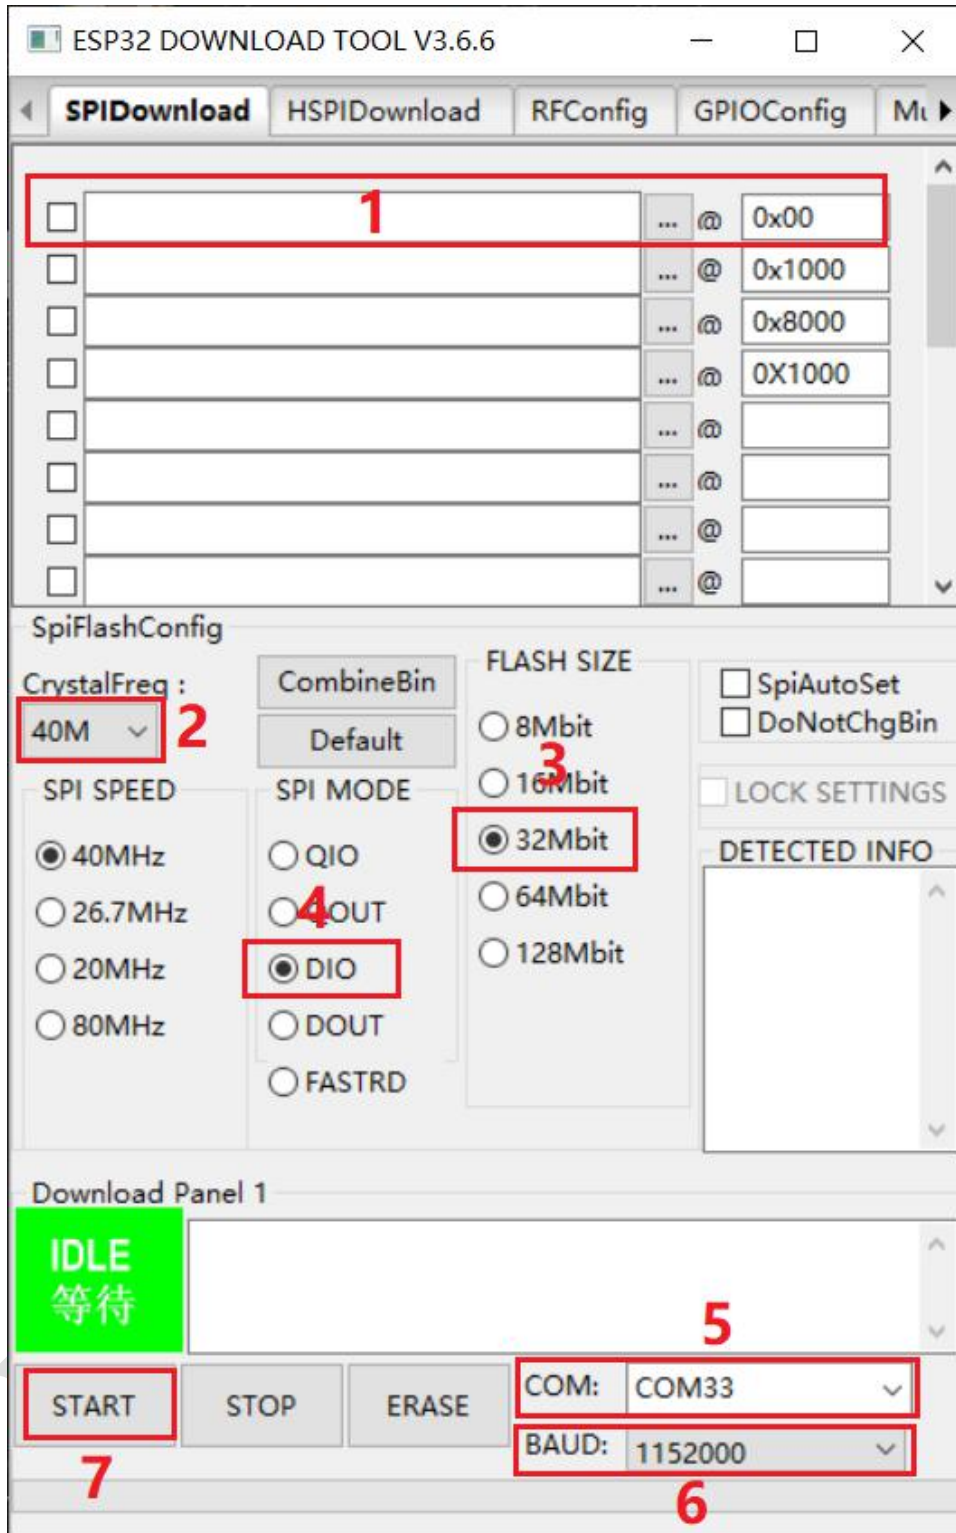 ESP32 DOWNLOAD TOOL V3.6.6
SPIDownload HSPIDownload RFConfig GPIOConfig
1 ... @ 0x00
... @ 0x1000
... @ 0x8000
... @ 0X1000
... @
... @
... @
... @
SpiFlashConfig
CrystalFreq :
40M 2
CombineBin
Default
SPI SPEED
40MHz
26.7MHz
20MHz
80MHz
SPI MODE
QIO
4
DIO
DOUT
FASTRD
FLASH SIZE
8Mbit
3
16Mbit
32Mbit
64Mbit
128Mbit
SpiAutoSet
DoNotChgBin
LOCK SETTINGS
DETECTED INFO
Download Panel 1
IDLE
等待
5
START STOP ERASE
COM: COM33
BAUD: 1152000
7
6